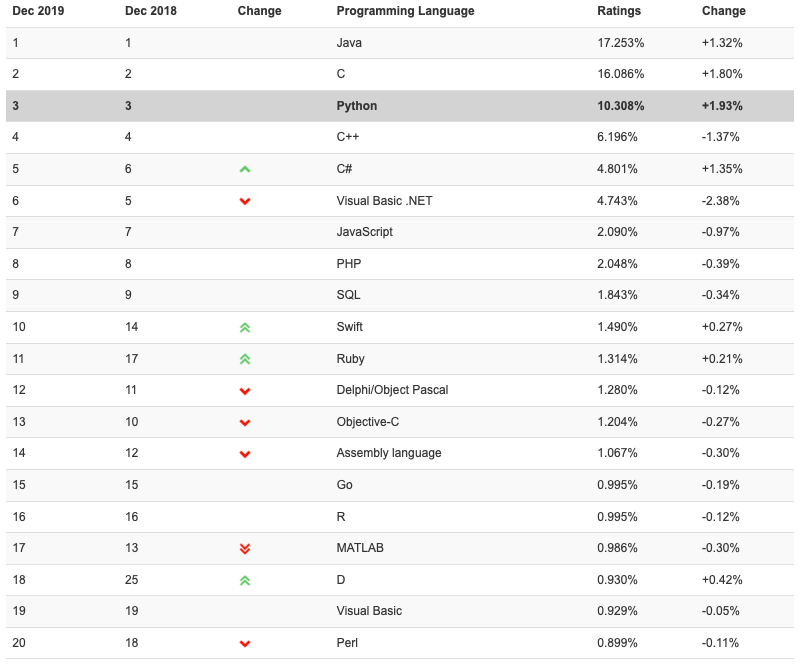 Dec 2019 Dec 2018 Change Programming Language Ratings Change
1 1 Java 17.253% +1.32%
2 2 C 16.086% +1.80%
3 3 Python 10.308% +1.93%
4 4 C++ 6.196% -1.37%
5 6 C# 4.801% +1.35%
6 5 Visual Basic .NET 4.743% -2.38%
7 7 JavaScript 2.090% -0.97%
8 8 PHP 2.048% -0.39%
9 9 SQL 1.843% -0.34%
10 14 Swift 1.490% +0.27%
11 17 Ruby 1.314% +0.21%
12 11 Delphi/Object Pascal 1.280% -0.12%
13 10 Objective-C 1.204% -0.27%
14 12 Assembly language 1.067% -0.30%
15 15 Go 0.995% -0.19%
16 16 R 0.995% -0.12%
17 13 MATLAB 0.986% -0.30%
18 25 D 0.930% +0.42%
19 19 Visual Basic 0.929% -0.05%
20 18 Perl 0.899% -0.11%